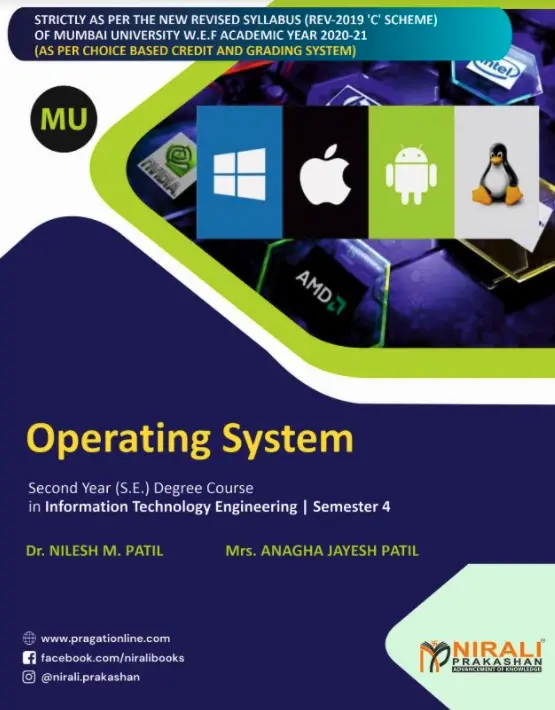 STRICTLY AS PER THE NEW REVISED SYLLABUS (REV-2019 'C' SCHEME)
OF MUMBAI UNIVERSITY W.E.F ACADEMIC YEAR 2020-21
(AS PER CHOICE BASED CREDIT AND GRADING SYSTEM)
MU
intel
NVIDIA
AMD
Operating System
Second Year (S.E.) Degree Course
in Information Technology Engineering | Semester 4
Dr. NILESH M. PATIL Mrs. ANAGHA JAYESH PATIL
www.pragationline.com
facebook.com/niralibooks
@nirali.prakashan
NIRALI
PRAKASHAN
ADVANCEMENT OF KNOWLEDGE